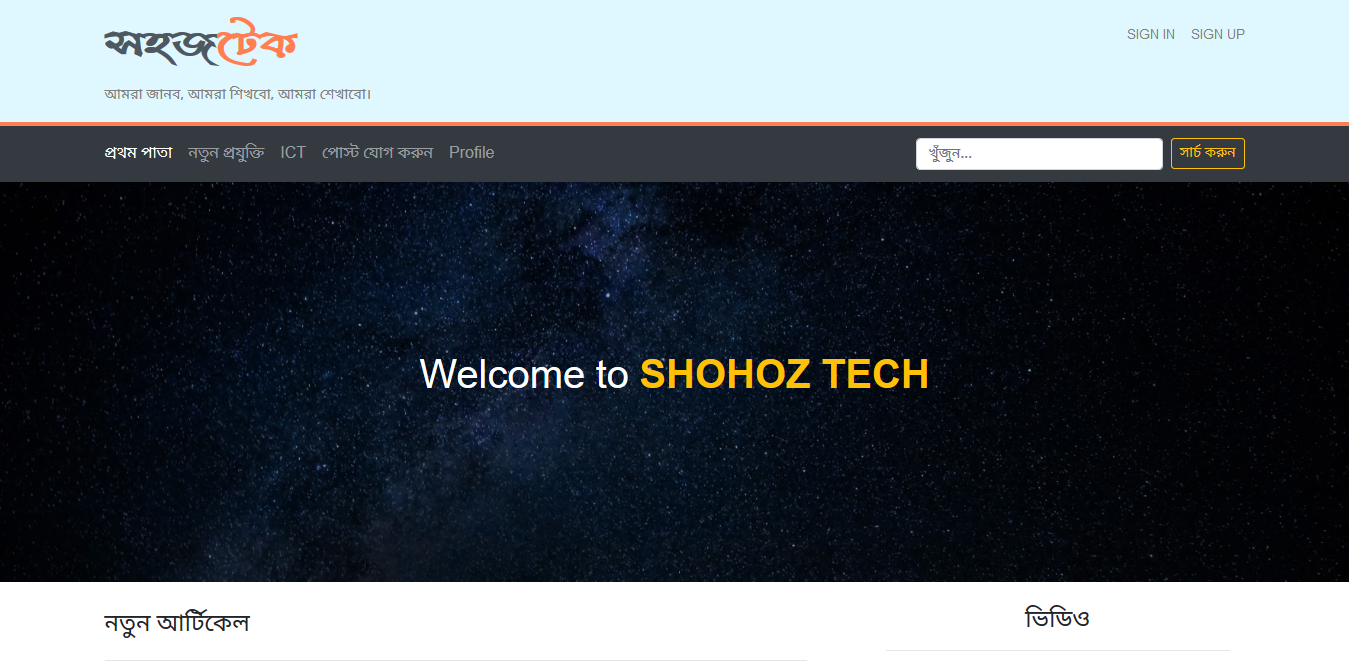 সহজটেক
SIGN IN SIGN UP
আমরা জানব, আমরা শিখবো, আমরা শেখাবো।
প্রথম পাতা নতুন প্রযুক্তি ICT পোস্ট যোগ করুন Profile খুঁজুন... সার্চ করুন
Welcome to SHOHOZ TECH
নতুন আর্টিকেল
ভিডিও